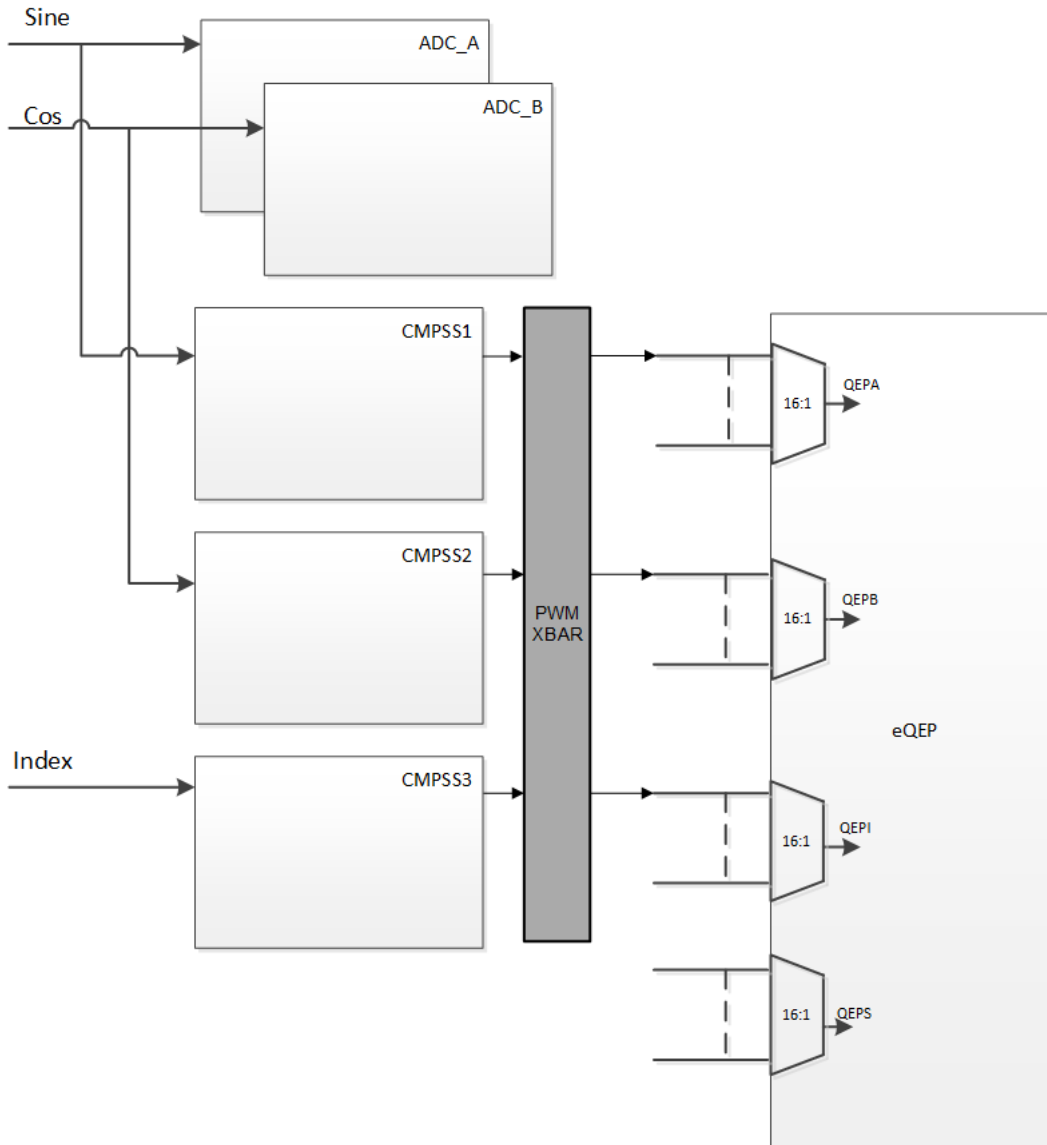 Sine
ADC_A
Cos
ADC_B
CMPSS1
QEPA
16:1
CMPSS2
QEPB
16:1
PWM
XBAR
eQEP
Index
CMPSS3
QEPI
16:1
QEPS
16:1